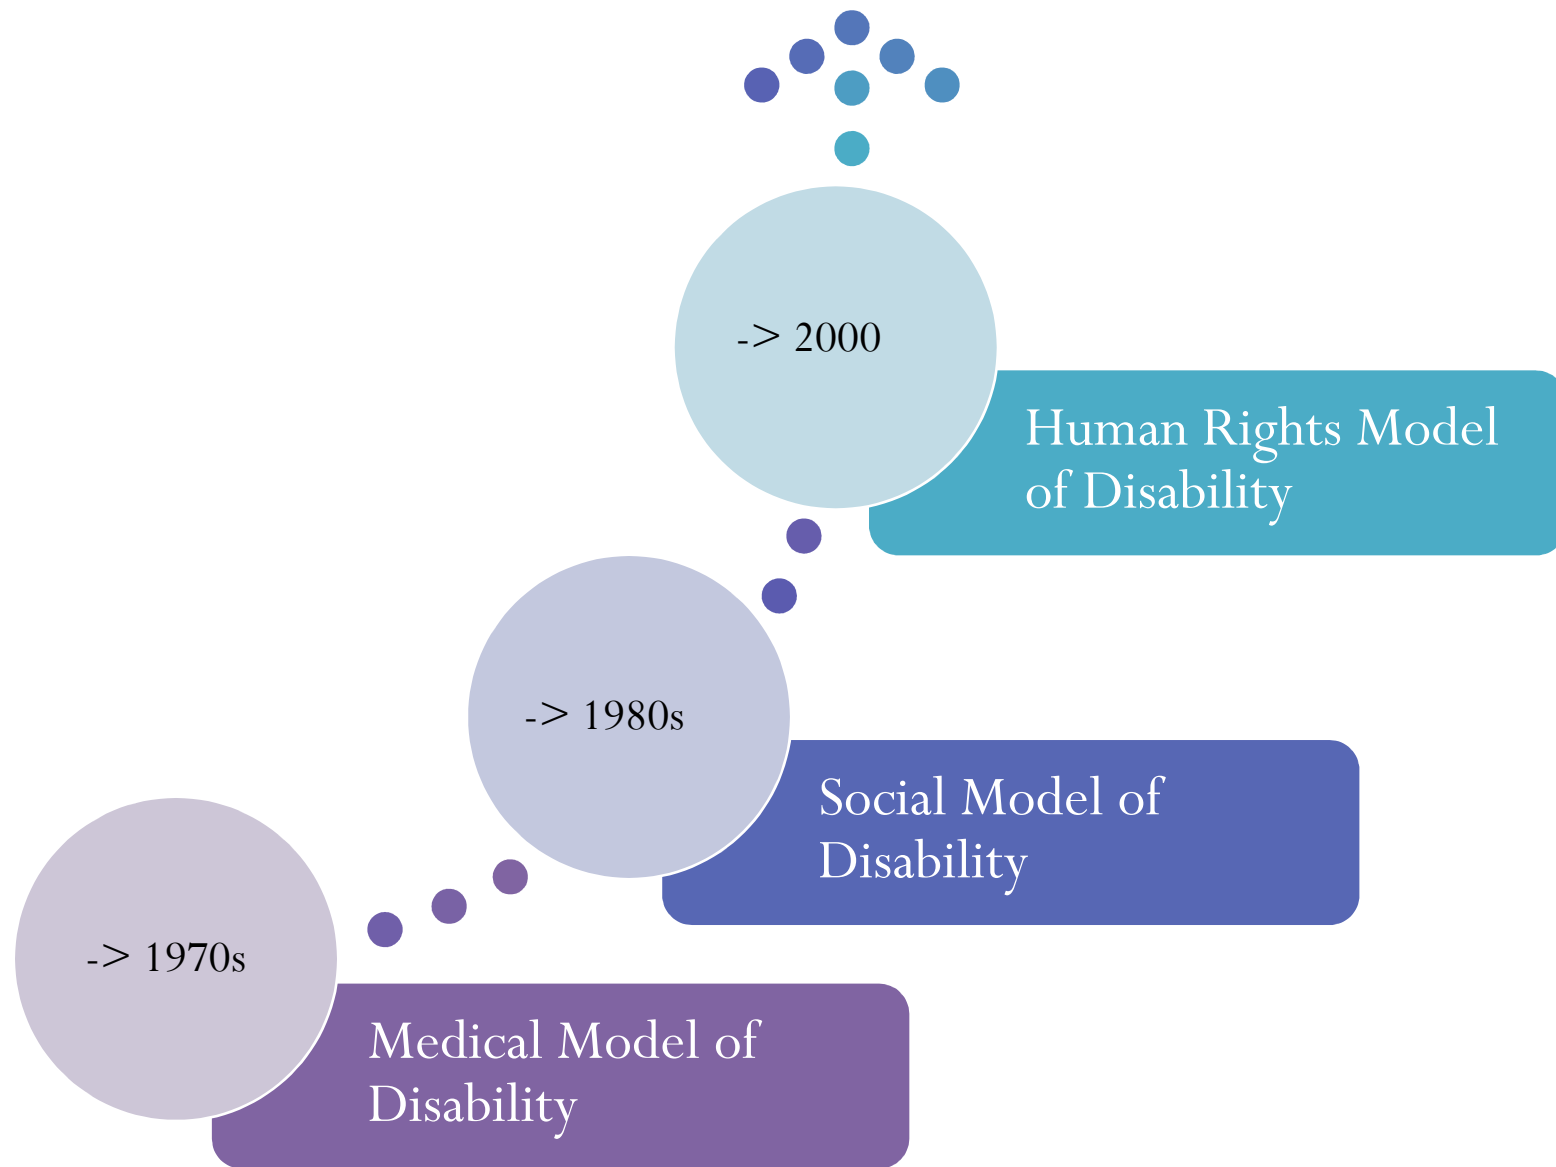 -> 2000
Human Rights Model
of Disability
-> 1980s
Social Model of
Disability
-> 1970s
Medical Model of
Disability